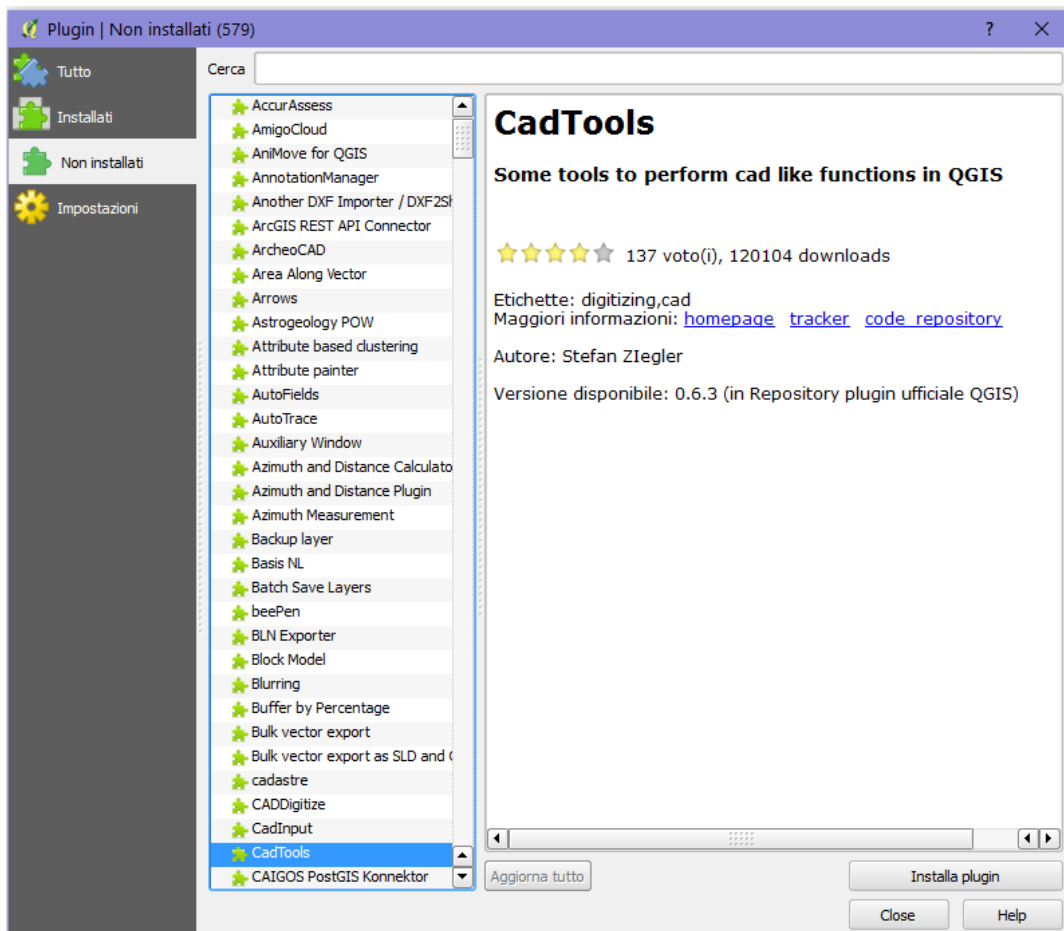 Plugin | Non installati (579)
?
Tutto
Installati
Non installati
Impostazioni
Cerca
AccurAssess
AmigoCloud
AniMove for QGIS
AnnotationManager
Another DXF Importer / DXF2Sh
ArcGIS REST API Connector
ArcheoCAD
Area Along Vector
Arrows
Astrogeology POW
Attribute based clustering
Attribute painter
AutoFields
AutoTrace
Auxiliary Window
Azimuth and Distance Calculato
Azimuth and Distance Plugin
Azimuth Measurement
Backup layer
Basis NL
Batch Save Layers
beePen
BLN Exporter
Block Model
Blurring
Buffer by Percentage
Bulk vector export
Bulk vector export as SLD and
cadastre
CADDigitize
CadInput
CadTools
CAIGOS PostGIS Konnektor
CadTools
Some tools to perform cad like functions in QGIS
137 voto(i), 120104 downloads
Etichette: digitizing,cad
Maggiori informazioni: homepage tracker code repository
Autore: Stefan ZIegler
Versione disponibile: 0.6.3 (in Repository plugin ufficiale QGIS)
Aggiorna tutto
Installa plugin
Close
Help